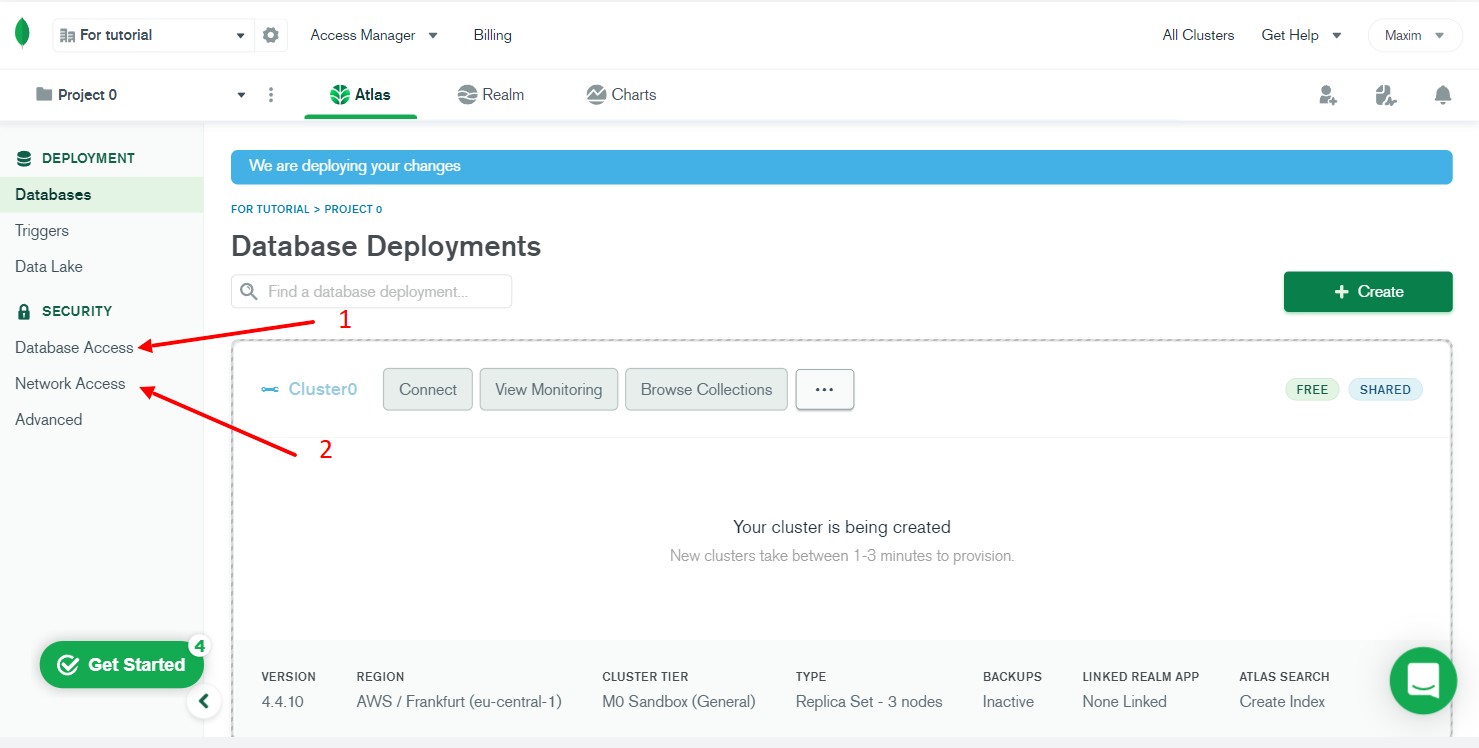 For tutorial
Access Manager
Billing
All Clusters
Get Help
Maxim
Project 0
Atlas
Realm
Charts
DEPLOYMENT
Databases
Triggers
Data Lake
SECURITY
Database Access
Network Access
Advanced
Get Started
4
We are deploying your changes
FOR TUTORIAL > PROJECT 0
Database Deployments
Find a database deployment...
+ Create
1
2
Cluster0
Connect
View Monitoring
Browse Collections
...
FREE
SHARED
Your cluster is being created
New clusters take between 1-3 minutes to provision.
VERSION
4.4.10
REGION
AWS / Frankfurt (eu-central-1)
CLUSTER TIER
M0 Sandbox (General)
TYPE
Replica Set - 3 nodes
BACKUPS
Inactive
LINKED REALM APP
None Linked
ATLAS SEARCH
Create Index